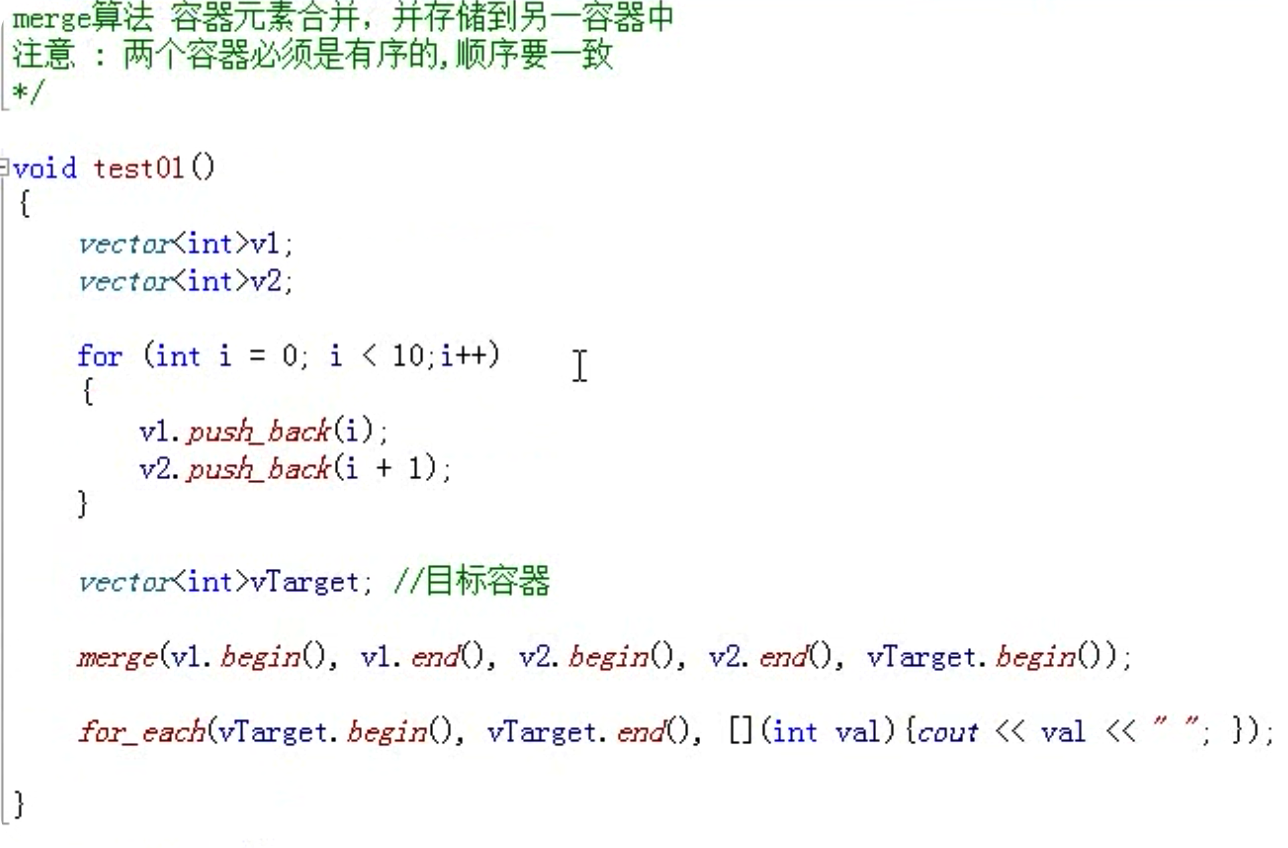 merge算法 容器元素合并，并存储到另一容器中
注意 : 两个容器必须是有序的,顺序要一致
*/
void test01()
{
vector<int>v1;
vector<int>v2;
for (int i = 0; i < 10;i++)
{
v1.push_back(i);
v2.push_back(i + 1);
}
vector<int>vTarget; //目标容器
merge(v1.begin(), v1.end(), v2.begin(), v2.end(), vTarget.begin());
for_each(vTarget.begin(), vTarget.end(), [](int val){cout << val << " "; });
}